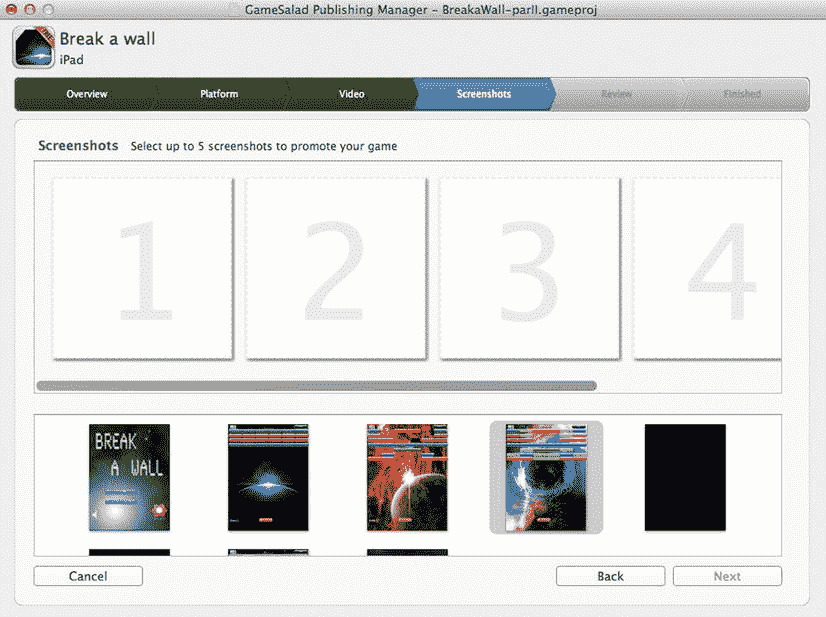 GameSalad Publishing Manager – BreakaWall-parII.gameproj
Break a wall
iPad
Overview Platform Video Screenshots Review Finished
Screenshots Select up to 5 screenshots to promote your game
1 2 3 4
BREAK
A WALL
Cancel Back Next